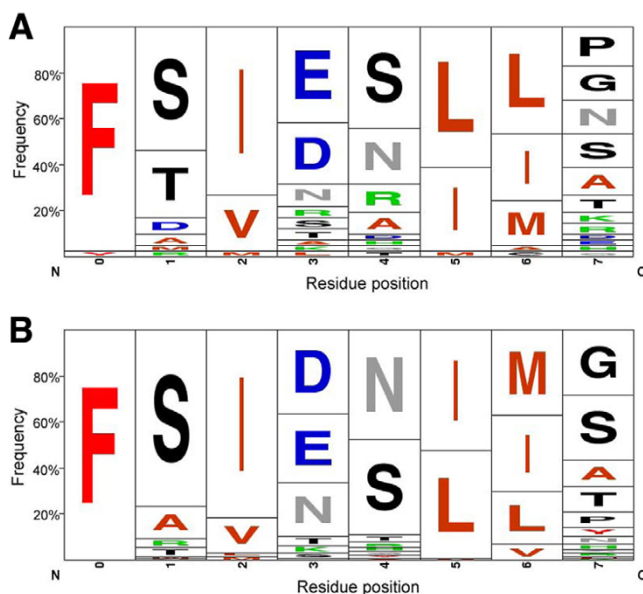 A
Frequency
80%
60%
40%
20%
F
Y
S
T
D
A
M
R
I
V
M
E
D
N
R
S
T
A
K
L
S
N
R
A
D
H
T
L
I
M
L
I
M
A
P
G
N
S
A
T
K
R
D
E
N 0 1 2 3 4 5 6 7 C
Residue position
B
Frequency
80%
60%
40%
20%
F
S
A
R
T
I
V
D
E
N
T
K
N
S
T
R
I
L
M
I
L
V
G
S
A
T
P
Y
N
N 0 1 2 3 4 5 6 7 C
Residue position